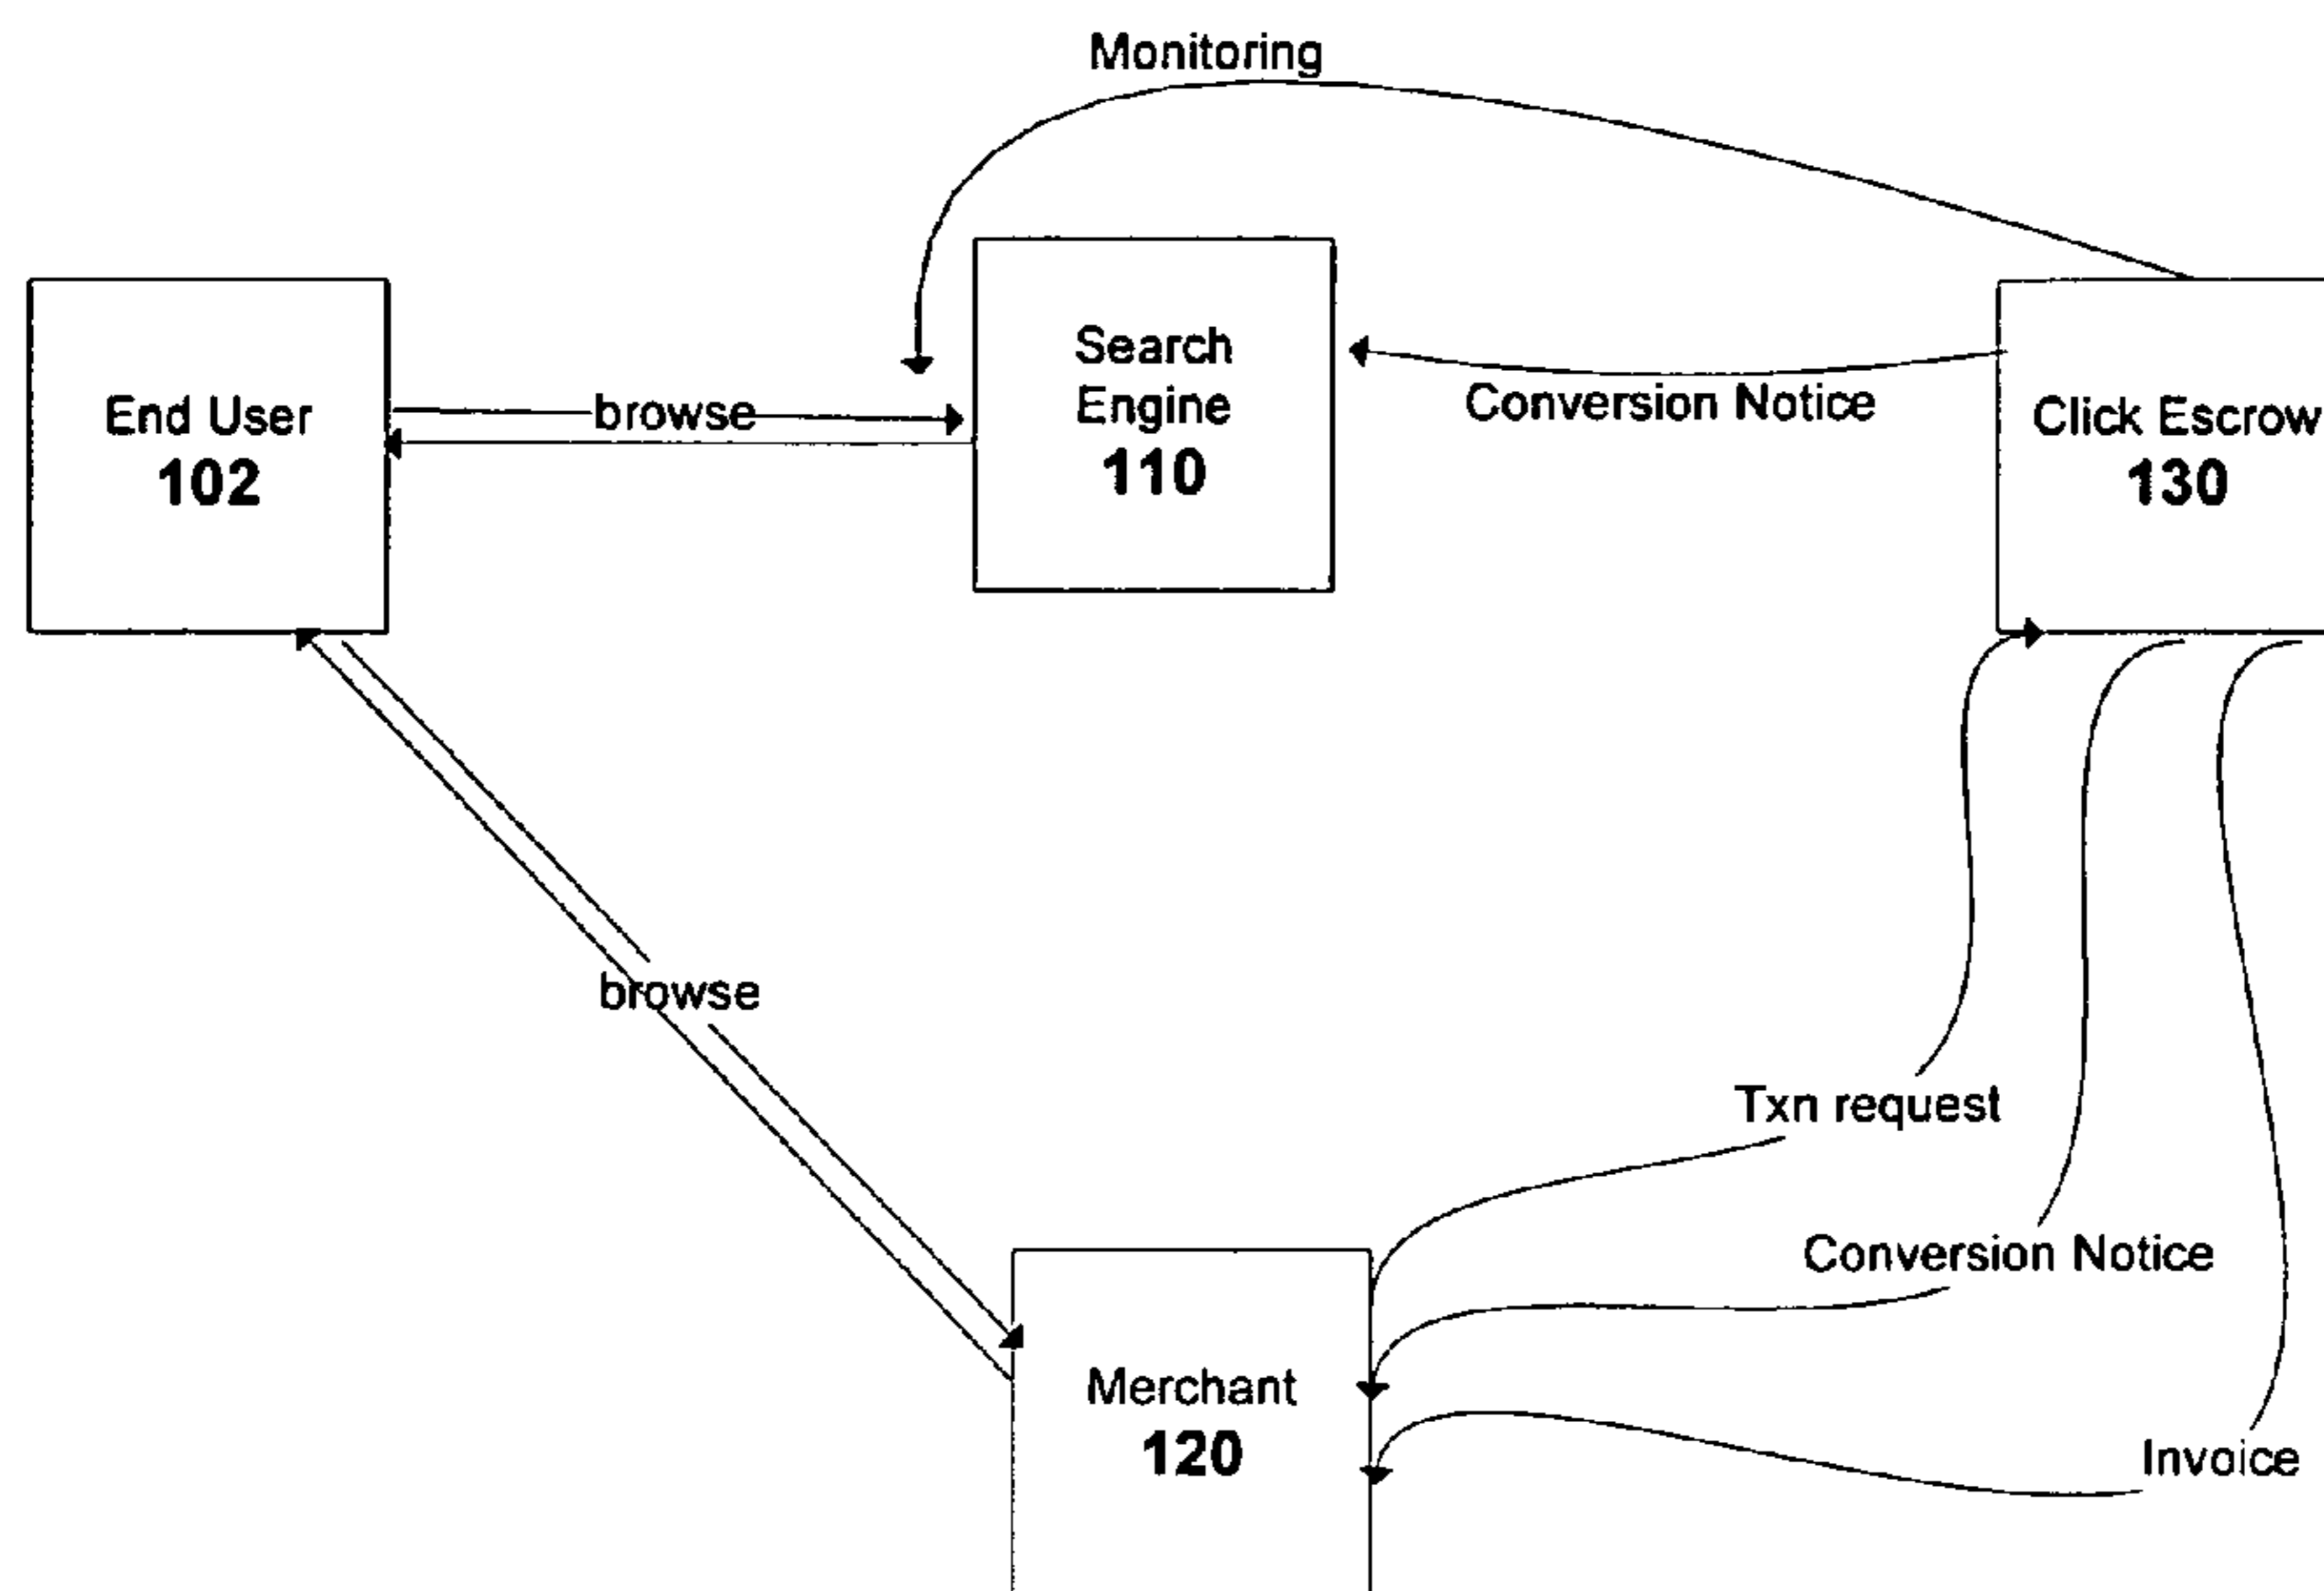 Monitoring
End User
102
browse
Search
Engine
110
Conversion Notice
Click Escrow
130
browse
Txn request
Conversion Notice
Merchant
120
Invoice